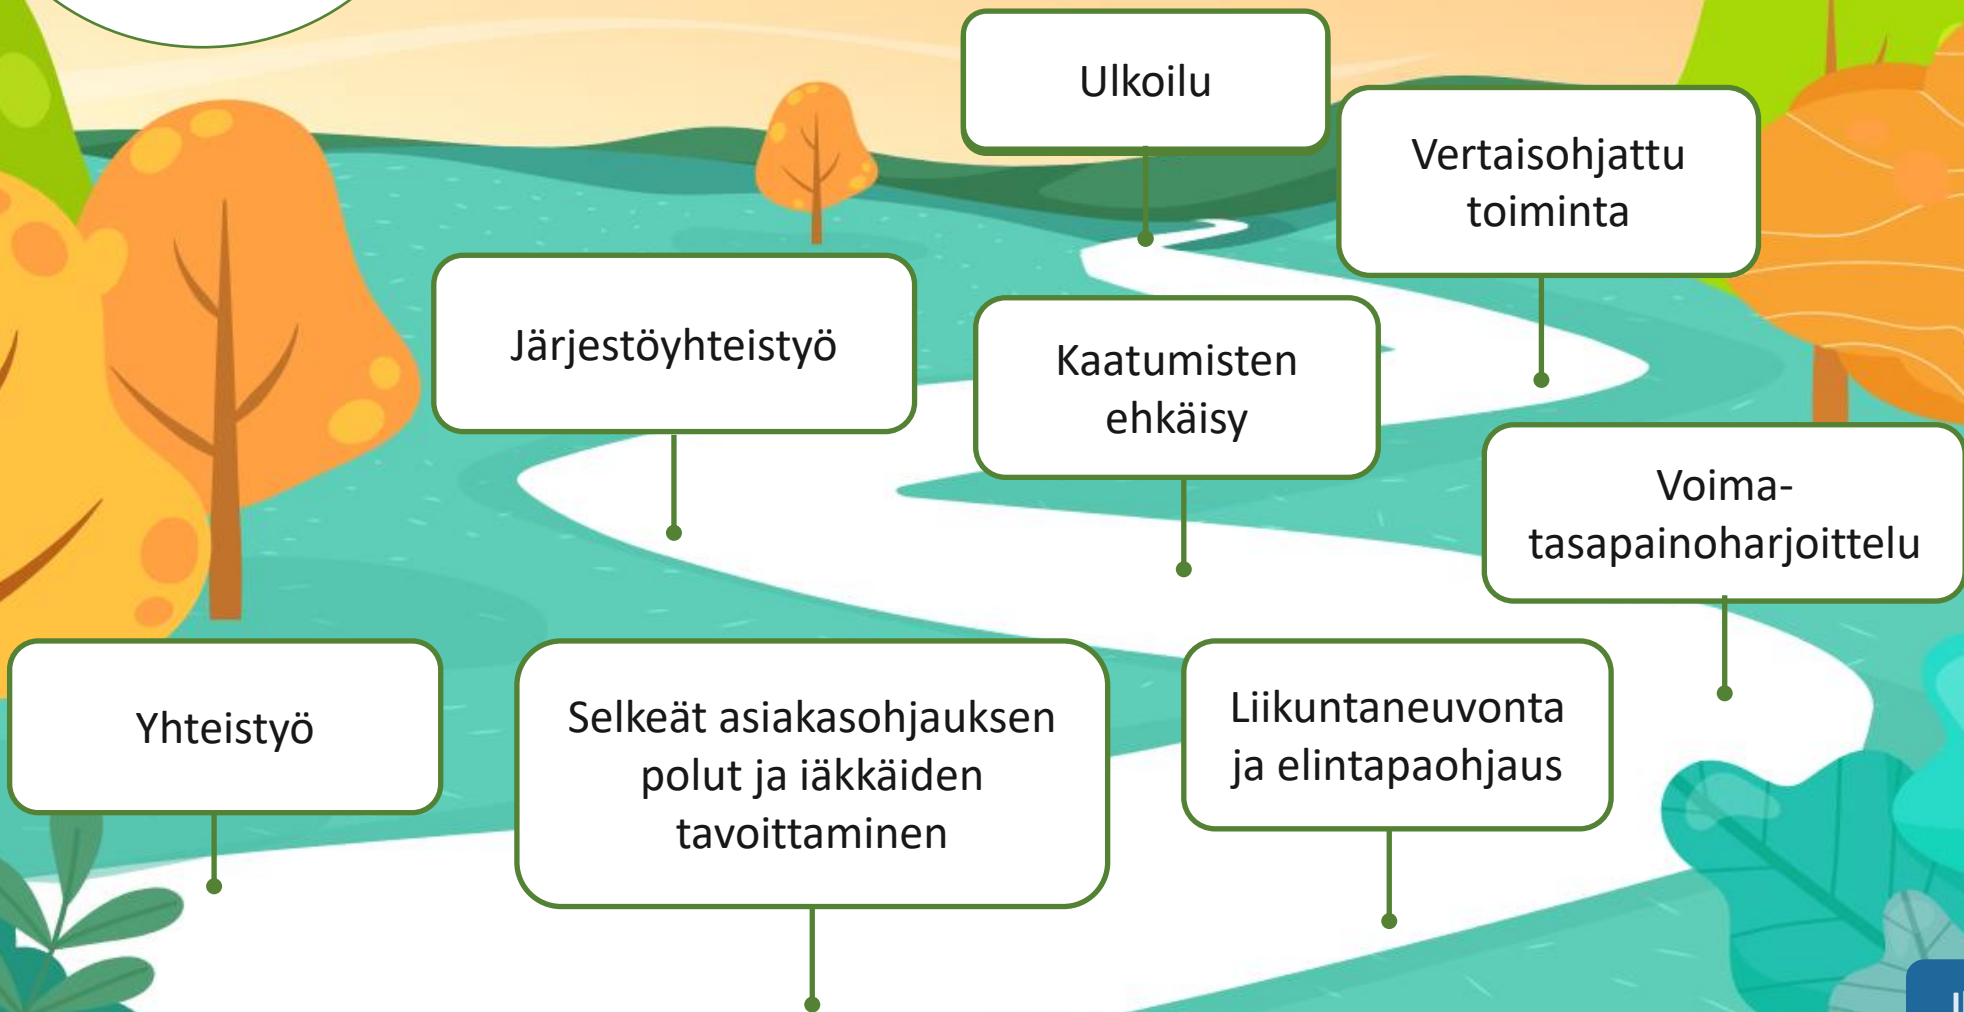 Ulkoilu
Vertaisohjattu
toiminta
Järjestöyhteistyö
Kaatumisten
ehkäisy
Voima-
tasapainoharjoittelu
Yhteistyö
Selkeät asiakasohjauksen
polut ja iäkkäiden
tavoittaminen
Liikuntaneuvonta
ja elintapaohjaus